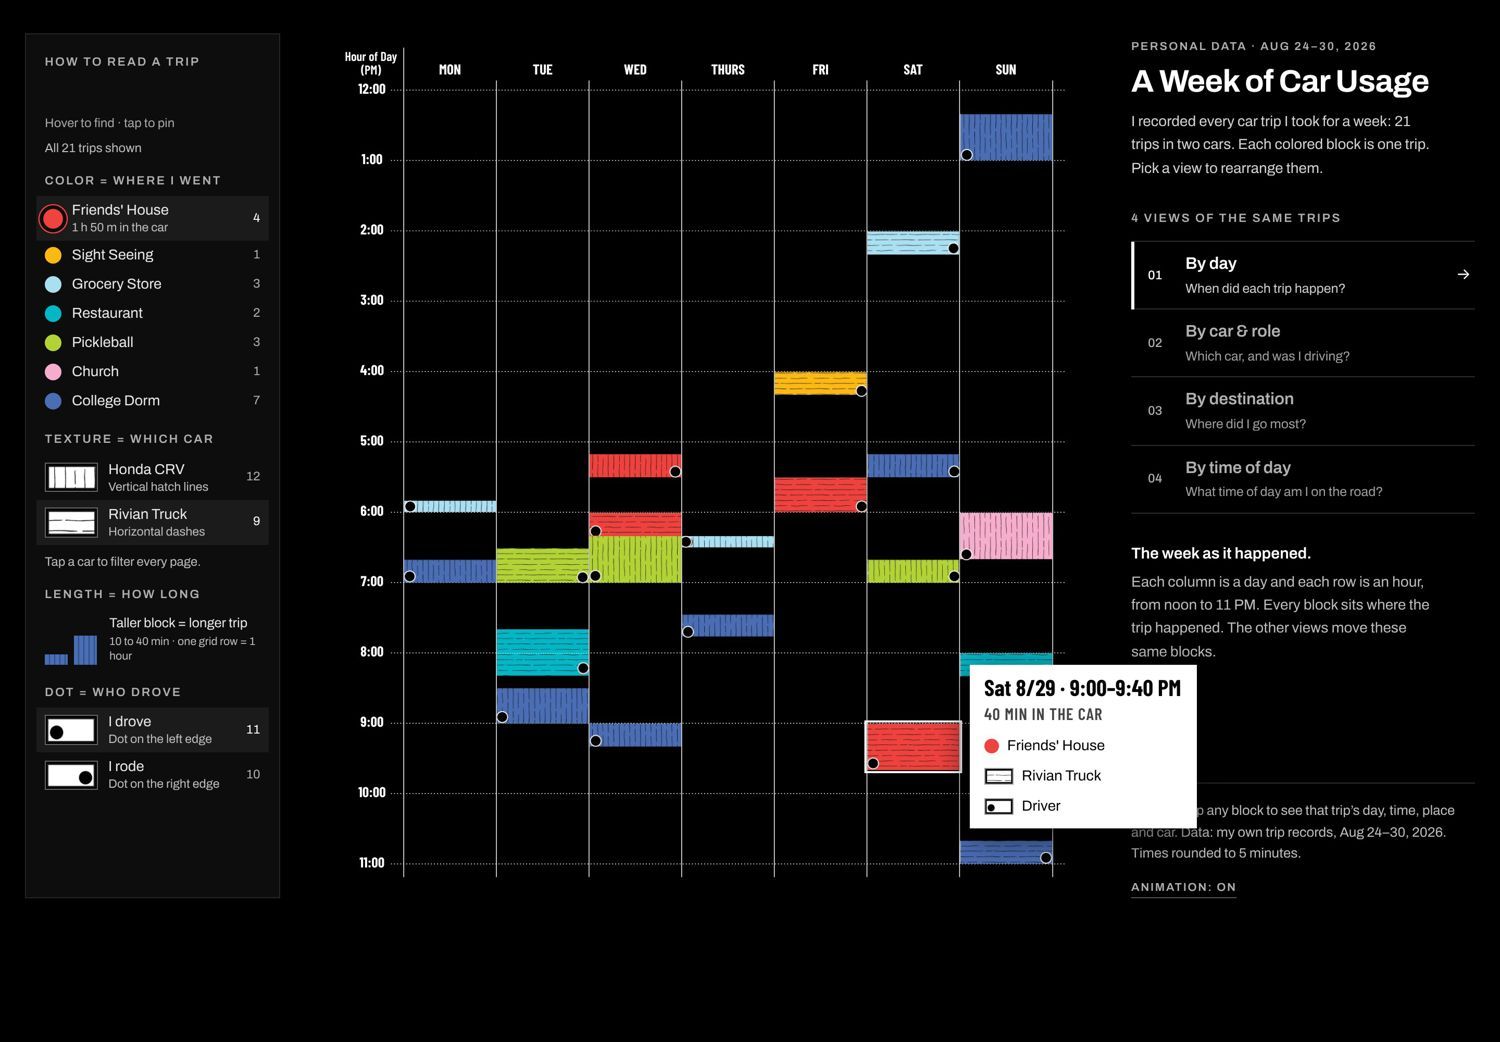 HOW TO READ A TRIP
Hover to find · tap to pin
All 21 trips shown
COLOR = WHERE I WENT
Friends' House
1 h 50 m in the car
4
Sight Seeing
1
Grocery Store
3
Restaurant
2
Pickleball
3
Church
1
College Dorm
7
TEXTURE = WHICH CAR
Honda CRV
Vertical hatch lines
12
Rivian Truck
Horizontal dashes
9
Tap a car to filter every page.
LENGTH = HOW LONG
Taller block = longer trip
10 to 40 min · one grid row = 1
hour
DOT = WHO DROVE
I drove
Dot on the left edge
11
I rode
Dot on the right edge
10
Hour of Day
(PM)
MON
TUE
WED
THURS
FRI
SAT
SUN
12:00
1:00
2:00
3:00
4:00
5:00
6:00
7:00
8:00
9:00
10:00
11:00
Sat 8/29 · 9:00–9:40 PM
40 MIN IN THE CAR
Friends' House
Rivian Truck
Driver
PERSONAL DATA · AUG 24–30, 2026
A Week of Car Usage
I recorded every car trip I took for a week: 21
trips in two cars. Each colored block is one trip.
Pick a view to rearrange them.
4 VIEWS OF THE SAME TRIPS
01
By day
When did each trip happen?
→
02
By car & role
Which car, and was I driving?
03
By destination
Where did I go most?
04
By time of day
What time of day am I on the road?
The week as it happened.
Each column is a day and each row is an hour,
from noon to 11 PM. Every block sits where the
trip happened. The other views move these
same blocks.
any block to see that trip's day, time, place
and car. Data: my own trip records, Aug 24–30, 2026.
Times rounded to 5 minutes.
ANIMATION: ON